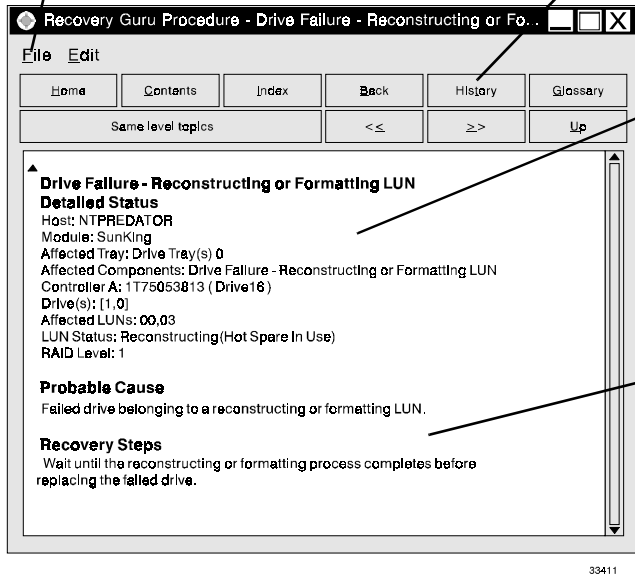 Recovery Guru Procedure - Drive Failure - Reconstructing or Fo.. X
File Edit
Home Contents Index Back History Glossary
Same level topics << >> Up
Drive Failure - Reconstructing or Formatting LUN
Detailed Status
Host: NTPREDATOR
Module: SunKing
Affected Tray: Drive Tray(s) 0
Affected Components: Drive Failure - Reconstructing or Formatting LUN
Controller A: 1T75053813 ( Drive16 )
Drive(s): [1,0]
Affected LUNs: 00,03
LUN Status: Reconstructing(Hot Spare In Use)
RAID Level: 1
Probable Cause
Failed drive belonging to a reconstructing or formatting LUN.
Recovery Steps
Wait until the reconstructing or formatting process completes before
replacing the failed drive.
33411